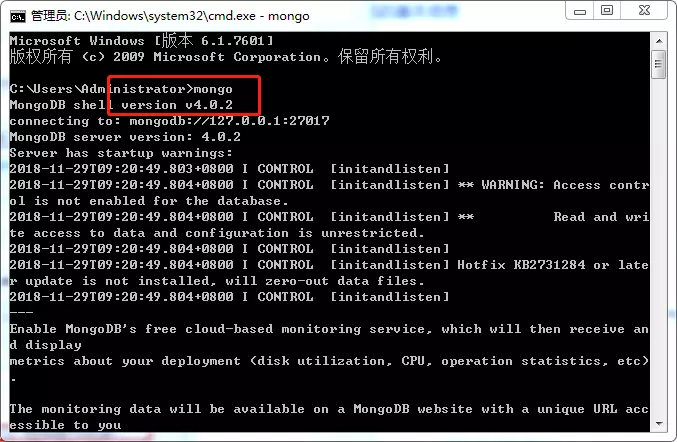 管理员: C:\Windows\system32\cmd.exe - mongo
Microsoft Windows [版本 6.1.7601]
版权所有 (c) 2009 Microsoft Corporation。保留所有权利。
C:\Users\Administrator>mongo
MongoDB shell version v4.0.2
connecting to: mongodb://127.0.0.1:27017
MongoDB server version: 4.0.2
Server has startup warnings:
2018-11-29T09:20:49.803+0800 I CONTROL  [initandlisten]
2018-11-29T09:20:49.804+0800 I CONTROL  [initandlisten] ** WARNING: Access contr
ol is not enabled for the database.
2018-11-29T09:20:49.804+0800 I CONTROL  [initandlisten] **          Read and wri
te access to data and configuration is unrestricted.
2018-11-29T09:20:49.804+0800 I CONTROL  [initandlisten]
2018-11-29T09:20:49.804+0800 I CONTROL  [initandlisten] Hotfix KB2731284 or late
r update is not installed, will zero-out data files.
2018-11-29T09:20:49.804+0800 I CONTROL  [initandlisten]
---
Enable MongoDB's free cloud-based monitoring service, which will then receive an
d display
metrics about your deployment (disk utilization, CPU, operation statistics, etc)
.
The monitoring data will be available on a MongoDB website with a unique URL acc
essible to you